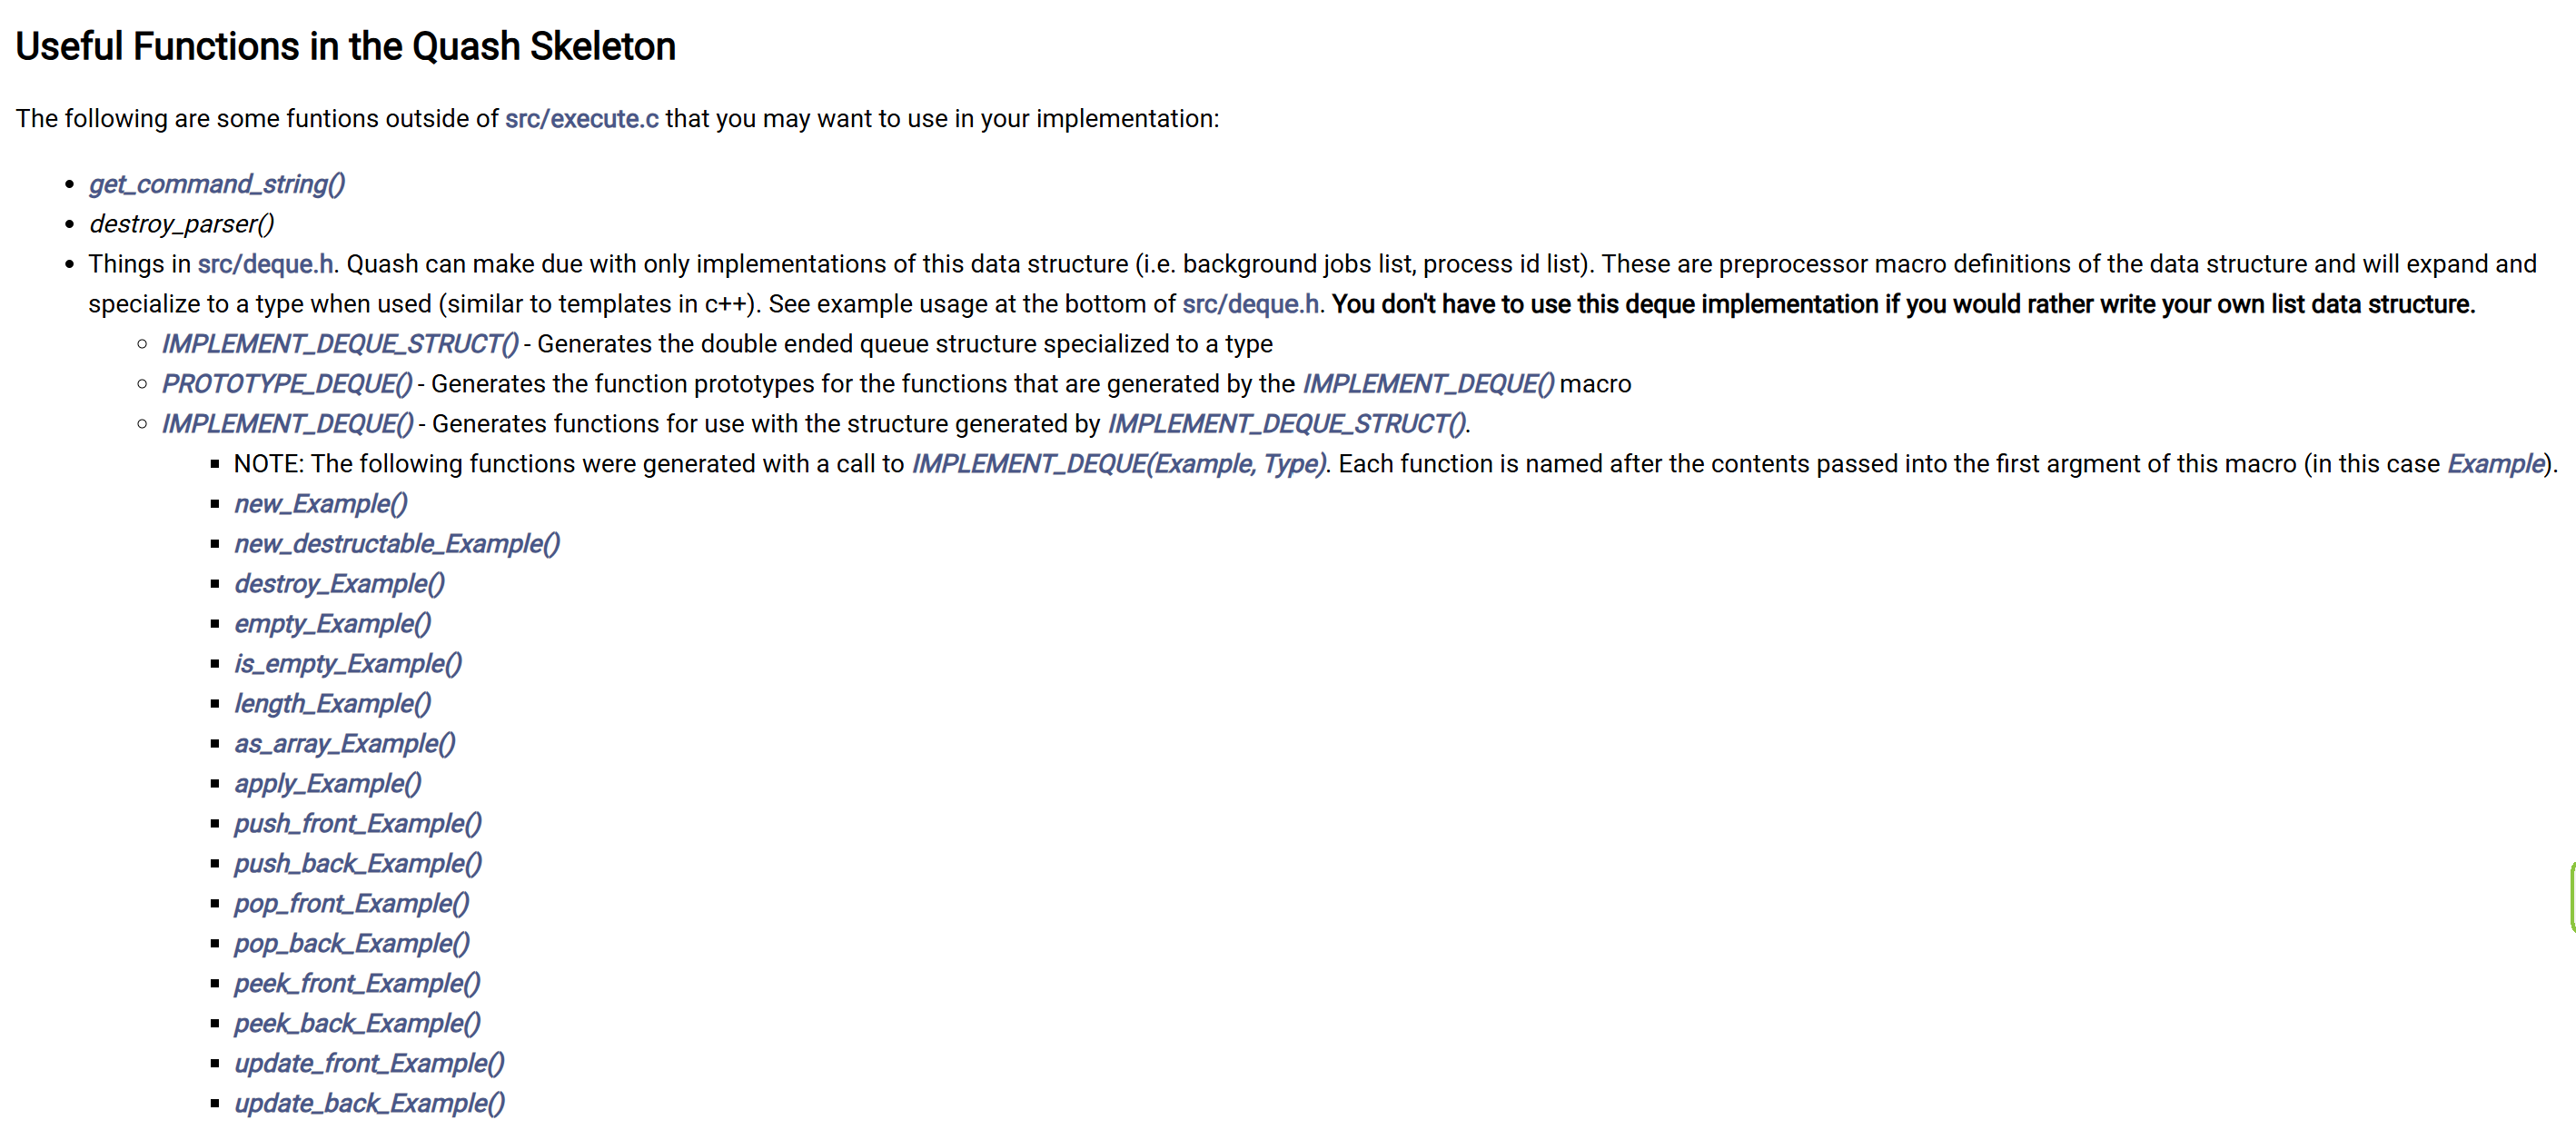 Useful Functions in the Quash Skeleton
The following are some funtions outside of src/execute.c that you may want to use in your implementation:
• get_command_string()
• destroy_parser()
• Things in src/deque.h. Quash can make due with only implementations of this data structure (i.e. background jobs list, process id list). These are preprocessor macro definitions of the data structure and will expand and
specialize to a type when used (similar to templates in c++). See example usage at the bottom of src/deque.h. You don't have to use this deque implementation if you would rather write your own list data structure.
◦ IMPLEMENT_DEQUE_STRUCT() - Generates the double ended queue structure specialized to a type
◦ PROTOTYPE_DEQUE() - Generates the function prototypes for the functions that are generated by the IMPLEMENT_DEQUE() macro
◦ IMPLEMENT_DEQUE() - Generates functions for use with the structure generated by IMPLEMENT_DEQUE_STRUCT().
▪ NOTE: The following functions were generated with a call to IMPLEMENT_DEQUE(Example, Type). Each function is named after the contents passed into the first argment of this macro (in this case Example).
▪ new_Example()
▪ new_destructable_Example()
▪ destroy_Example()
▪ empty_Example()
▪ is_empty_Example()
▪ length_Example()
▪ as_array_Example()
▪ apply_Example()
▪ push_front_Example()
▪ push_back_Example()
▪ pop_front_Example()
▪ pop_back_Example()
▪ peek_front_Example()
▪ peek_back_Example()
▪ update_front_Example()
▪ update_back_Example()